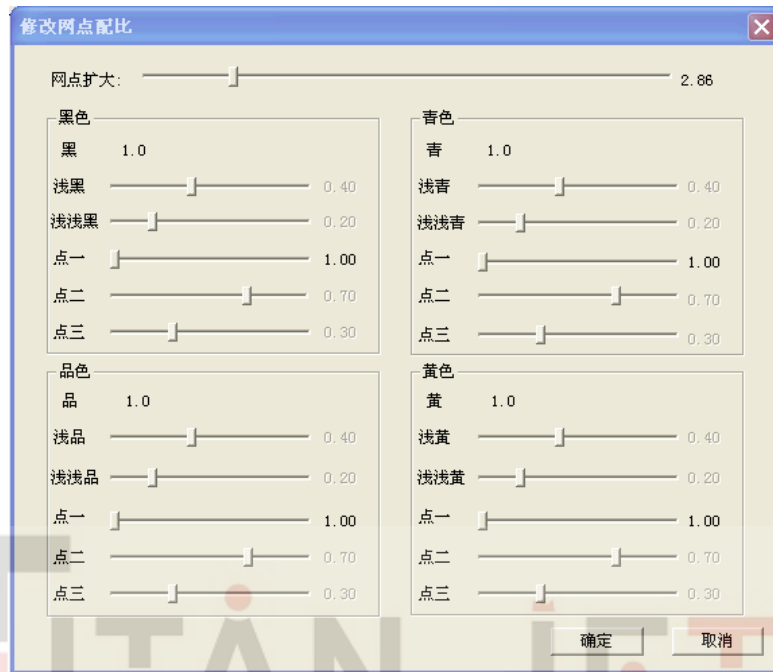 修改网点配比
网点扩大: 2.86
黑色
黑 1.0
浅黑 0.40
浅浅黑 0.20
点一 1.00
点二 0.70
点三 0.30
青色
青 1.0
浅青 0.40
浅浅青 0.20
点一 1.00
点二 0.70
点三 0.30
品色
品 1.0
浅品 0.40
浅浅品 0.20
点一 1.00
点二 0.70
点三 0.30
黄色
黄 1.0
浅黄 0.40
浅浅黄 0.20
点一 1.00
点二 0.70
点三 0.30
确定 取消